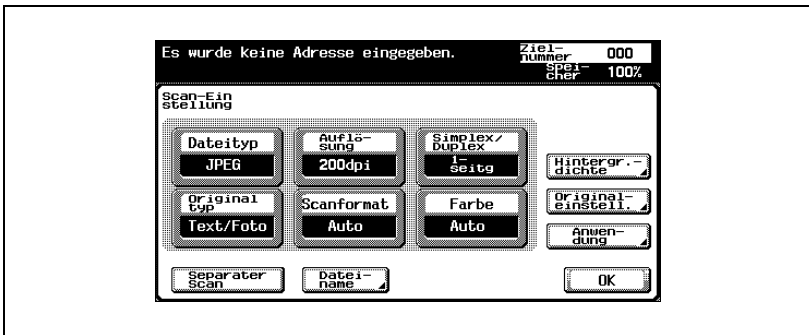 Es wurde keine Adresse eingegeben.
Ziel-
nummer 000
Spei-
cher 100%
Scan-Ein
stellung
Dateityp
JPEG
Auflö-
sung
200dpi
Simplex/
Duplex
1-
seitg
Hintergr.-
dichte
Original
typ
Text/Foto
Scanformat
Auto
Farbe
Auto
Original-
einstell.
Anwen-
dung
Separater
Scan
Datei-
name
OK